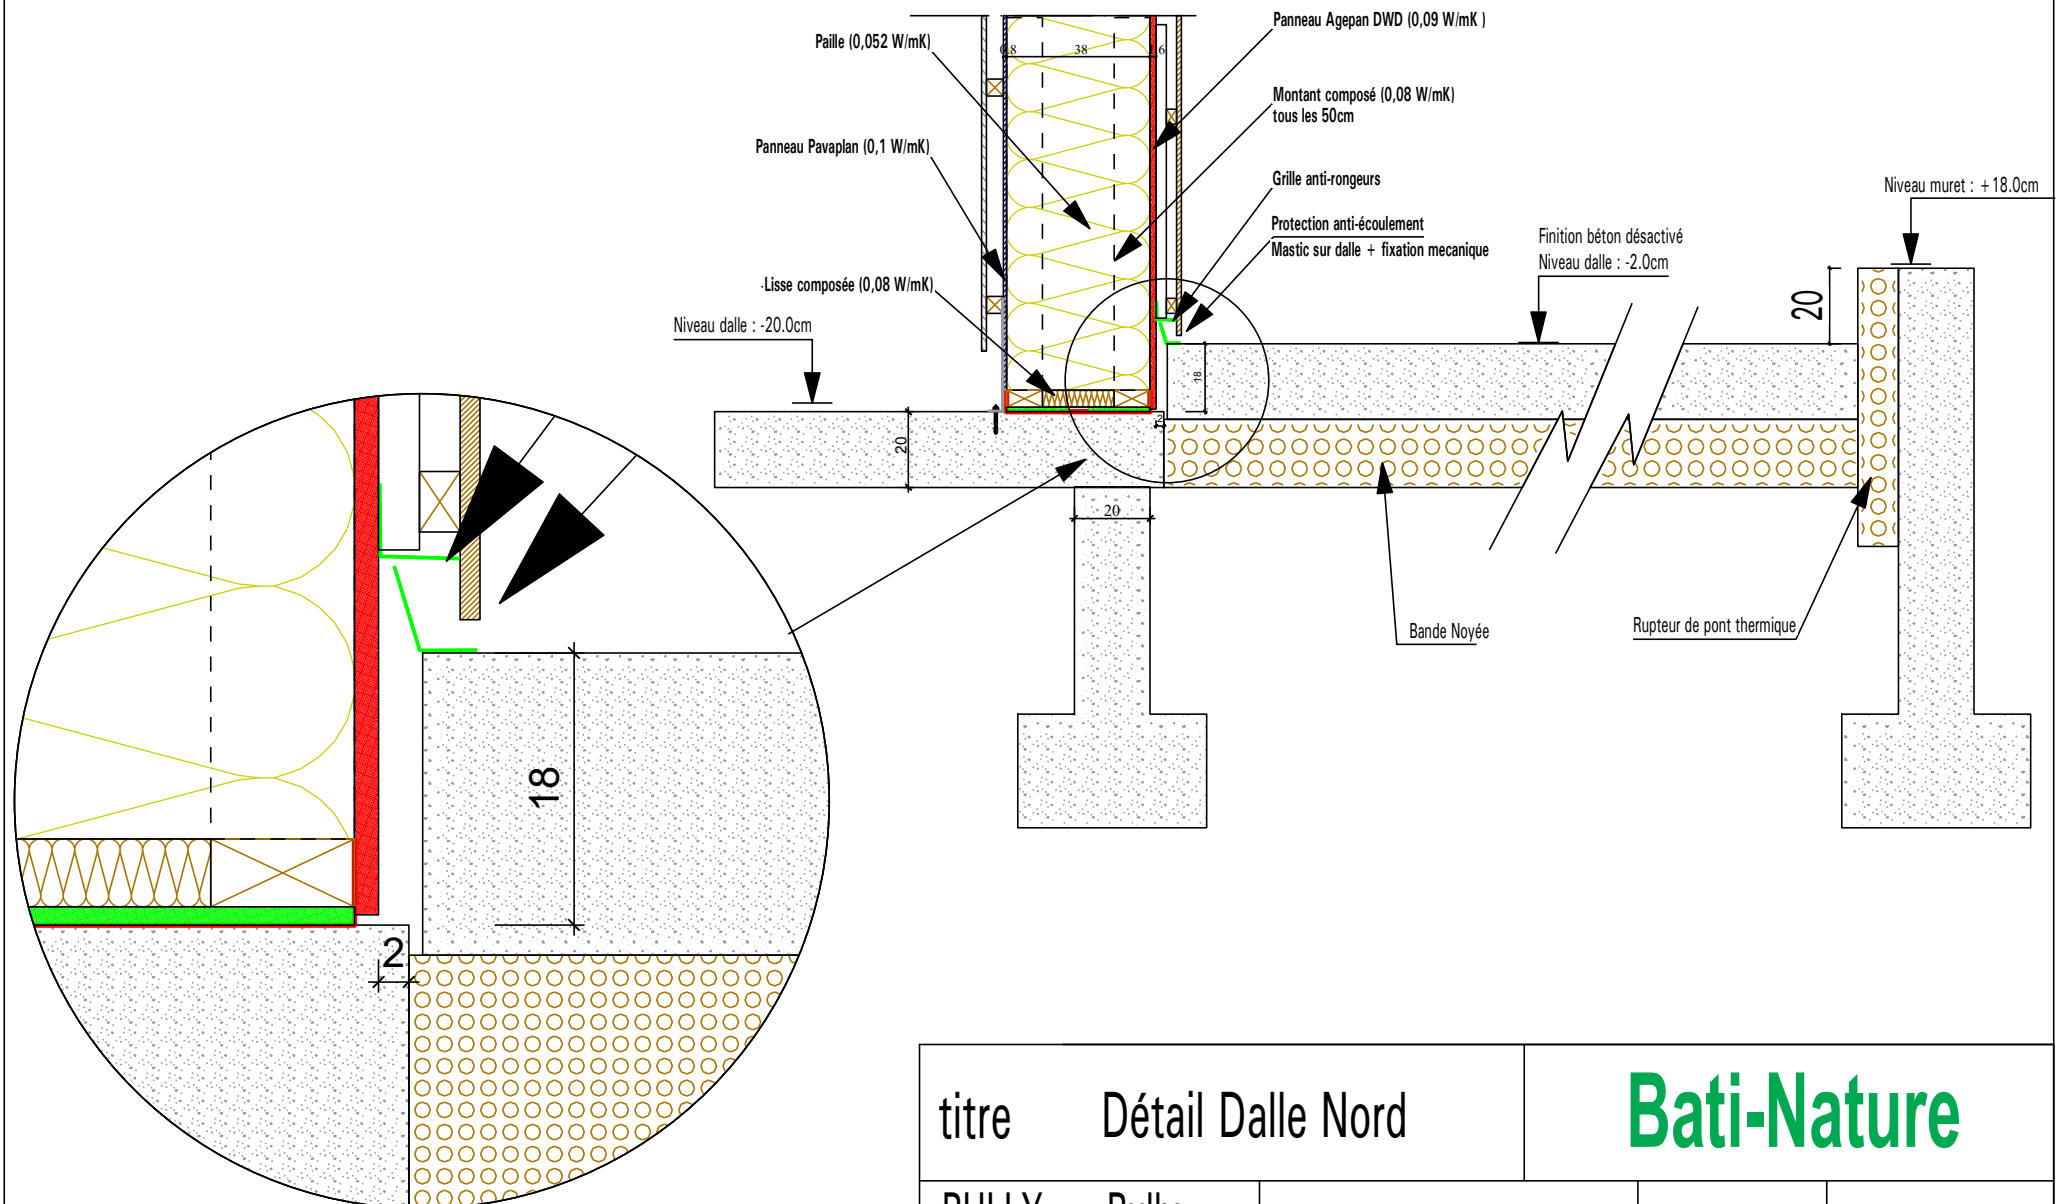 Paille (0,052 W/mK)
0.8
38
1.6
Panneau Agepan DWD (0,09 W/mK )
Montant composé (0,08 W/mK)
tous les 50cm
Panneau Pavaplan (0,1 W/mK)
Grille anti-rongeurs
Protection anti-écoulement
Mastic sur dalle + fixation mecanique
Niveau muret : +18.0cm
Finition béton désactivé
Niveau dalle : -2.0cm
Lisse composée (0,08 W/mK)
Niveau dalle : -20.0cm
20
18
2
20
20
Bande Noyée
Rupteur de pont thermique
18
2
titre
Détail Dalle Nord
Bati-Nature